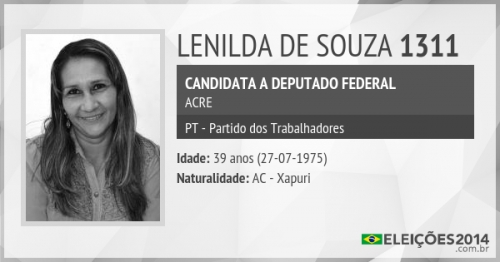 LENILDA DE SOUZA 1311
CANDIDATA A DEPUTADO FEDERAL
ACRE
PT - Partido dos Trabalhadores
Idade: 39 anos (27-07-1975)
Naturalidade: AC - Xapuri
ELEIÇÕES2014
.com.br